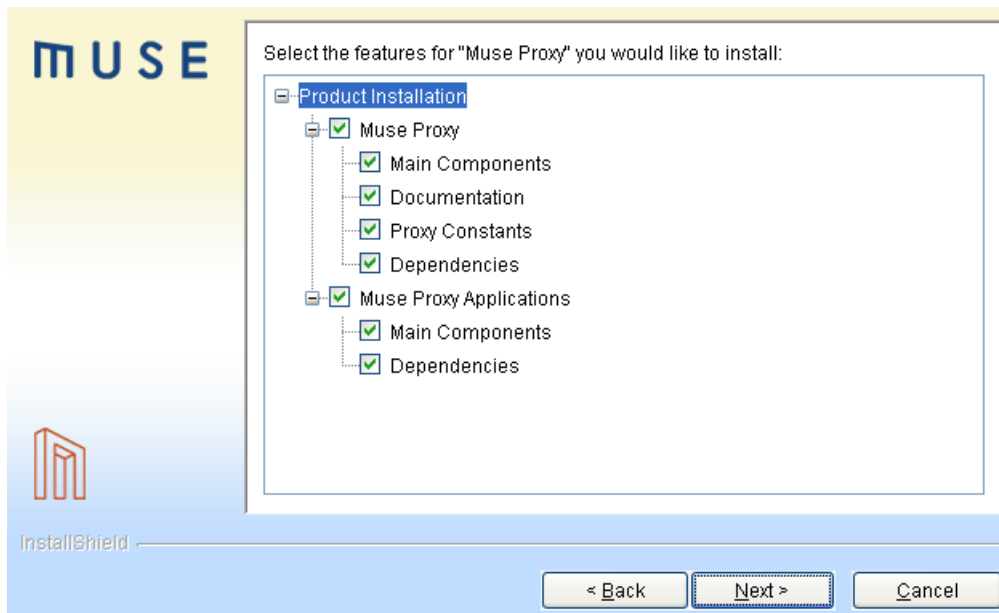 MUSE
Select the features for "Muse Proxy" you would like to install:
Product Installation
Muse Proxy
Main Components
Documentation
Proxy Constants
Dependencies
Muse Proxy Applications
Main Components
Dependencies
InstallShield
< Back
Next >
Cancel